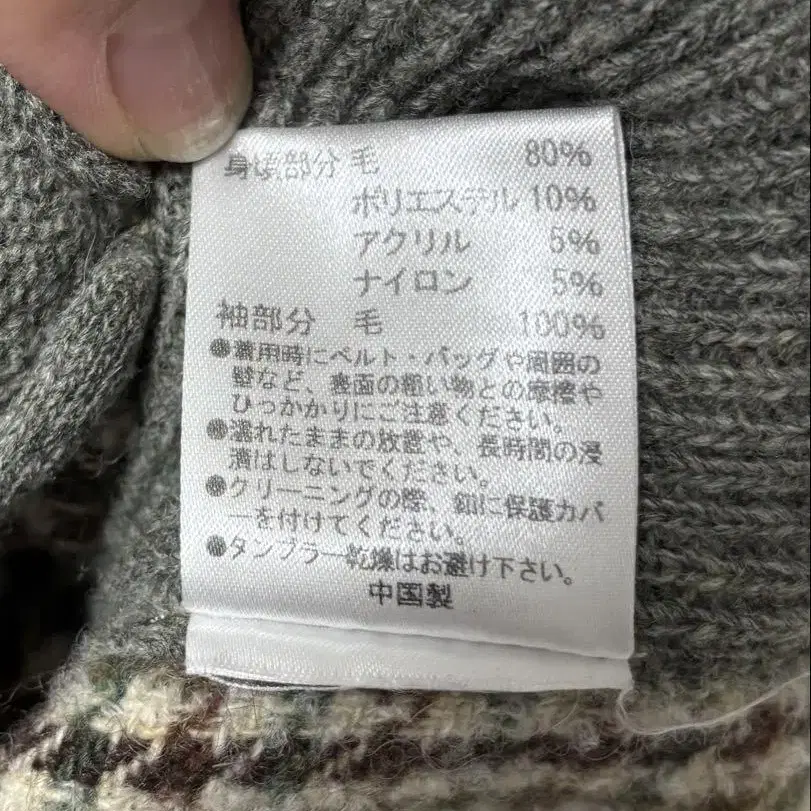 身頃部分 毛 80%
ポリエステル 10%
アクリル 5%
ナイロン 5%
袖部分 毛 100%
●着用時にベルト・バッグや周囲の
壁など、表面の粗い物との摩擦や
ひっかかりにご注意ください。
●濡れたままの放置や、長時間の浸
漬はしないでください。
●クリーニングの際、釦に保護カバ
ーを付けてください。
●タンブラー乾燥はお避け下さい。
中国製